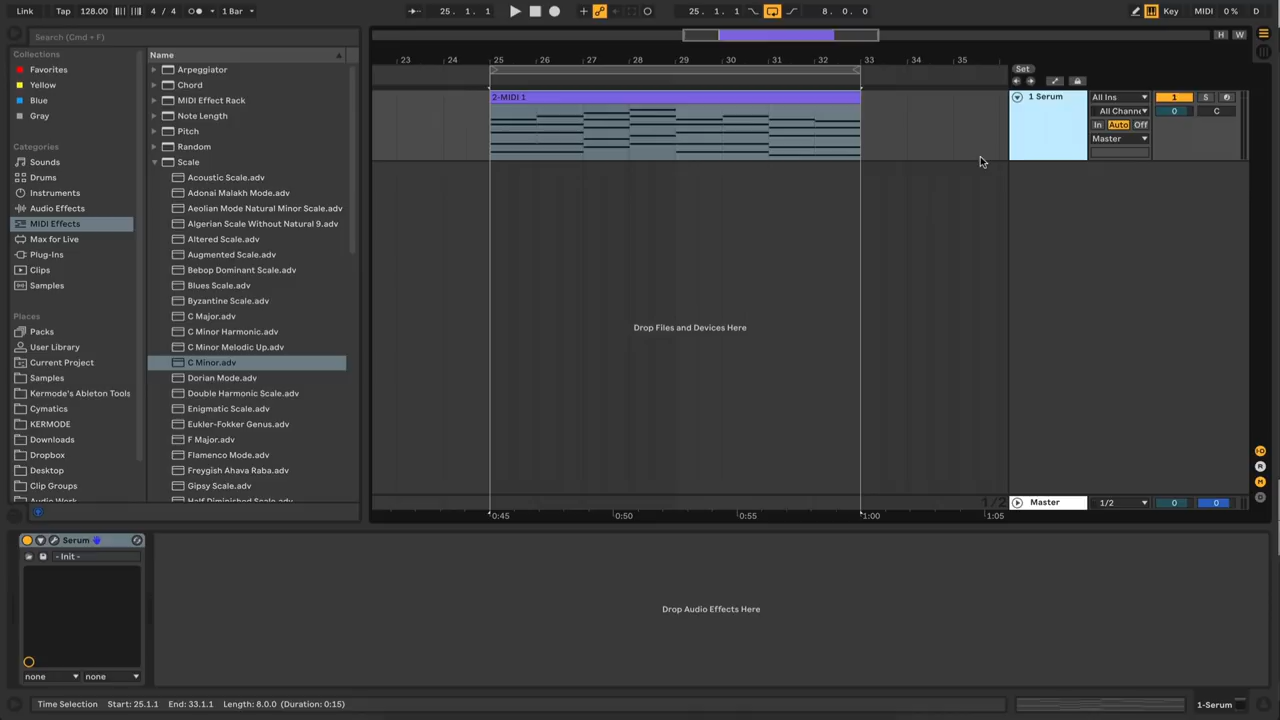 Link Tap 128.00 4 / 4 1 Bar 25. 1. 1 25. 1. 1 8. 0. 0 Key MIDI 0 % D
Search (Cmd + F)
Collections
Favorites
Yellow
Blue
Gray
Categories
Sounds
Drums
Instruments
Audio Effects
MIDI Effects
Max for Live
Plug-Ins
Clips
Samples
Places
Packs
User Library
Current Project
Samples
Kermode's Ableton Tools
Cymatics
KERMODE
Downloads
Dropbox
Desktop
Clip Groups
Audio Work
Name
Arpeggiator
Chord
MIDI Effect Rack
Note Length
Pitch
Random
Scale
Acoustic Scale.adv
Adonai Malakh Mode.adv
Aeolian Mode Natural Minor Scale.adv
Algerian Scale Without Natural 9.adv
Altered Scale.adv
Augmented Scale.adv
Bebop Dominant Scale.adv
Blues Scale.adv
Byzantine Scale.adv
C Major.adv
C Minor Harmonic.adv
C Minor Melodic Up.adv
C Minor.adv
Dorian Mode.adv
Double Harmonic Scale.adv
Enigmatic Scale.adv
Eukler-Fokker Genus.adv
F Major.adv
Flamenco Mode.adv
Freygish Ahava Raba.adv
Gipsy Scale.adv
Half Diminished Scale.adv
H W
23 24 25 26 27 28 29 30 31 32 33 34 35
Set
2-MIDI 1
1 Serum All Ins 1 S
All Channe 0 C
In Auto Off
Master
Drop Files and Devices Here
1/2 Master 1/2 0 0
0:45 0:50 0:55 1:00 1:05
Serum
- Init -
none none
Drop Audio Effects Here
Time Selection Start: 25.1.1 End: 33.1.1 Length: 8.0.0 (Duration: 0:15) 1-Serum